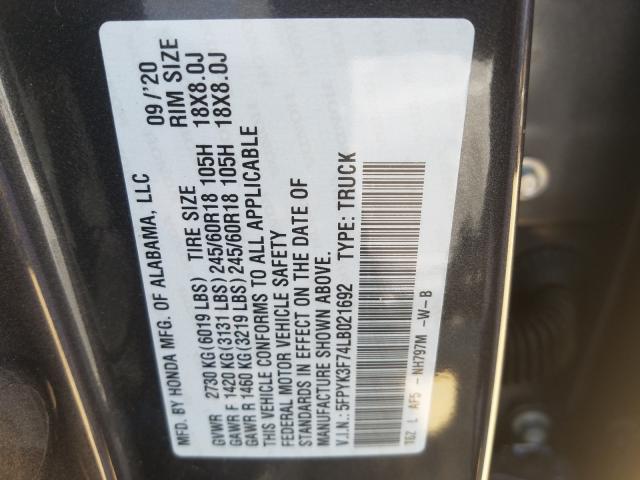 MFD. BY HONDA MFG. OF ALABAMA, LLC 09/'20
TIRE SIZE RIM SIZE
GVWR 2730 KG(6019 LBS)
GAWR F 1420 KG(3131 LBS) 245/60R18 105H 18X8.0J
GAWR R 1460 KG(3219 LBS) 245/60R18 105H 18X8.0J
THIS VEHICLE CONFORMS TO ALL APPLICABLE
FEDERAL MOTOR VEHICLE SAFETY
STANDARDS IN EFFECT ON THE DATE OF
MANUFACTURE SHOWN ABOVE.
V.I.N.: 5FPYK3F74LB021692 TYPE: TRUCK
T6Z L AF5 -NH797M -W-B